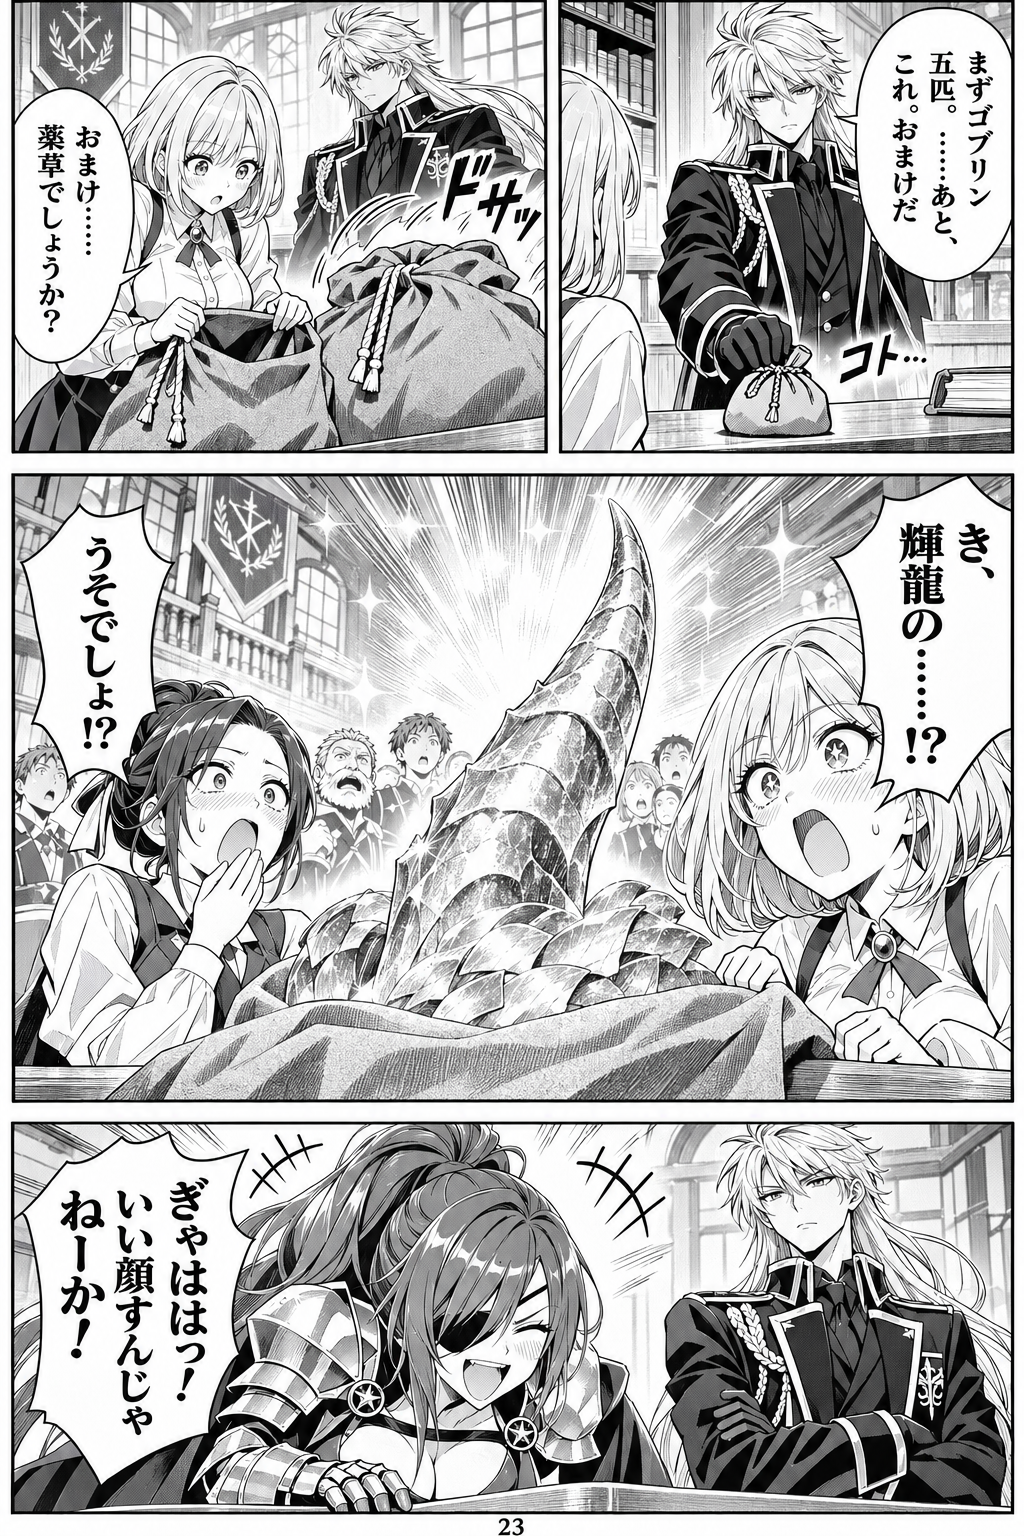 まずゴブリン
五匹。……あと、
これ。おまけだ
コト…
ドサッ
おまけ……
薬草でしょうか？
き、
輝龍の……!?
うそでしょ!?
ぎゃははっ！
いい顔すんじゃ
ねーか！
23